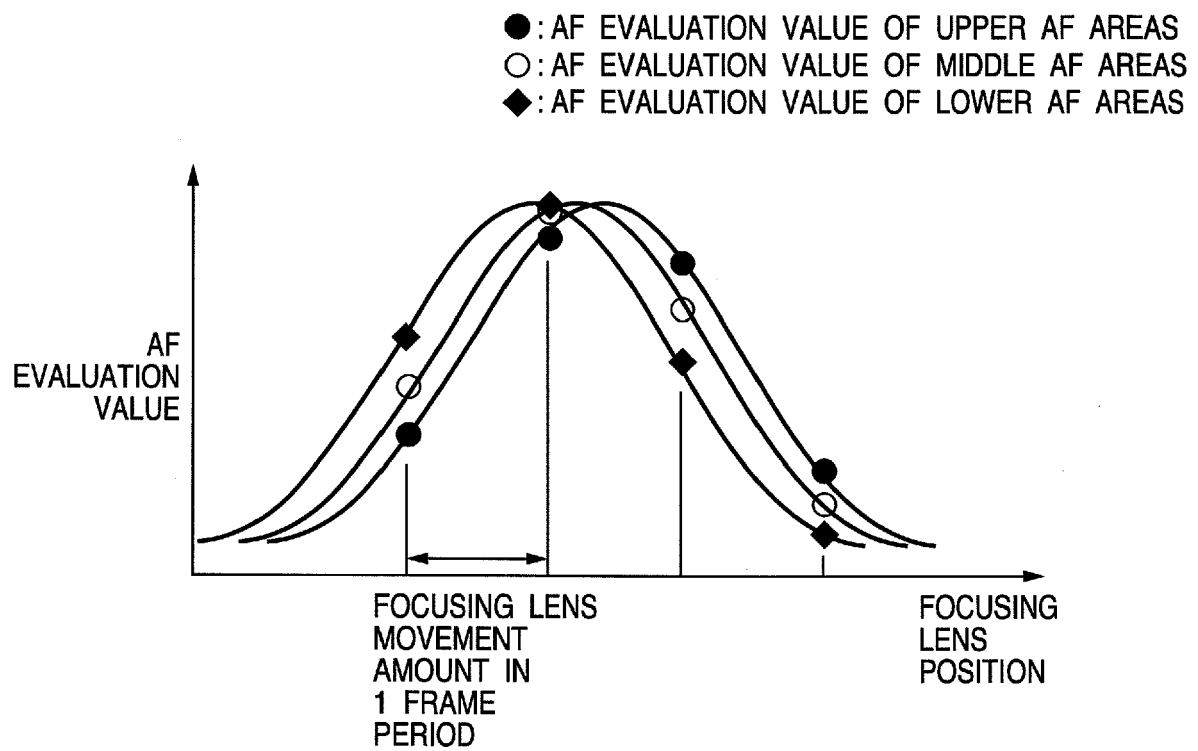 ●: AF EVALUATION VALUE OF UPPER AF AREAS
○: AF EVALUATION VALUE OF MIDDLE AF AREAS
◆: AF EVALUATION VALUE OF LOWER AF AREAS
AF
EVALUATION
VALUE
FOCUSING LENS
MOVEMENT
AMOUNT IN
1 FRAME
PERIOD
FOCUSING
LENS
POSITION